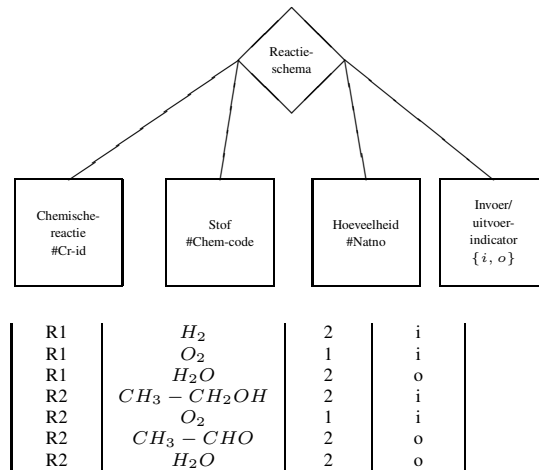 Reactie-
schema
Chemische-
reactie
#Cr-id
Stof
#Chem-code
Hoeveelheid
#Natno
Invoer/
uitvoer-
indicator
{i, o}
R1 H₂ 2 i
R1 O₂ 1 i
R1 H₂O 2 o
R2 CH₃ − CH₂OH 2 i
R2 O₂ 1 i
R2 CH₃ − CHO 2 o
R2 H₂O 2 o